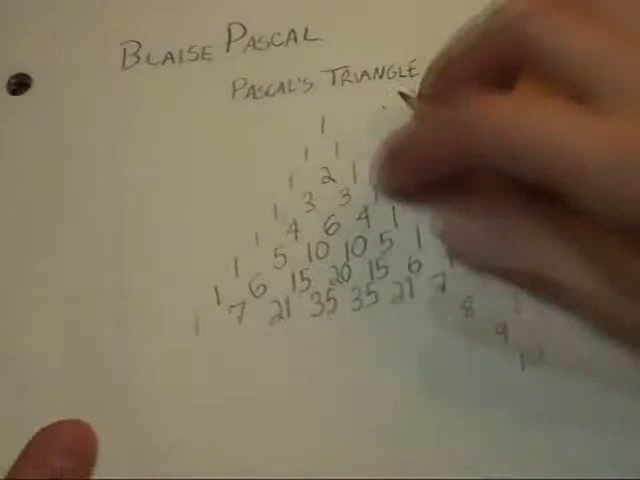 BLAISE PASCAL
PASCAL'S TRIANGLE
1
1 1
1 2 1
1 3 3 1
1 4 6 4 1
1 5 10 10 5 1
1 6 15 20 15 6 1
1 7 21 35 35 21 7
8
9
10